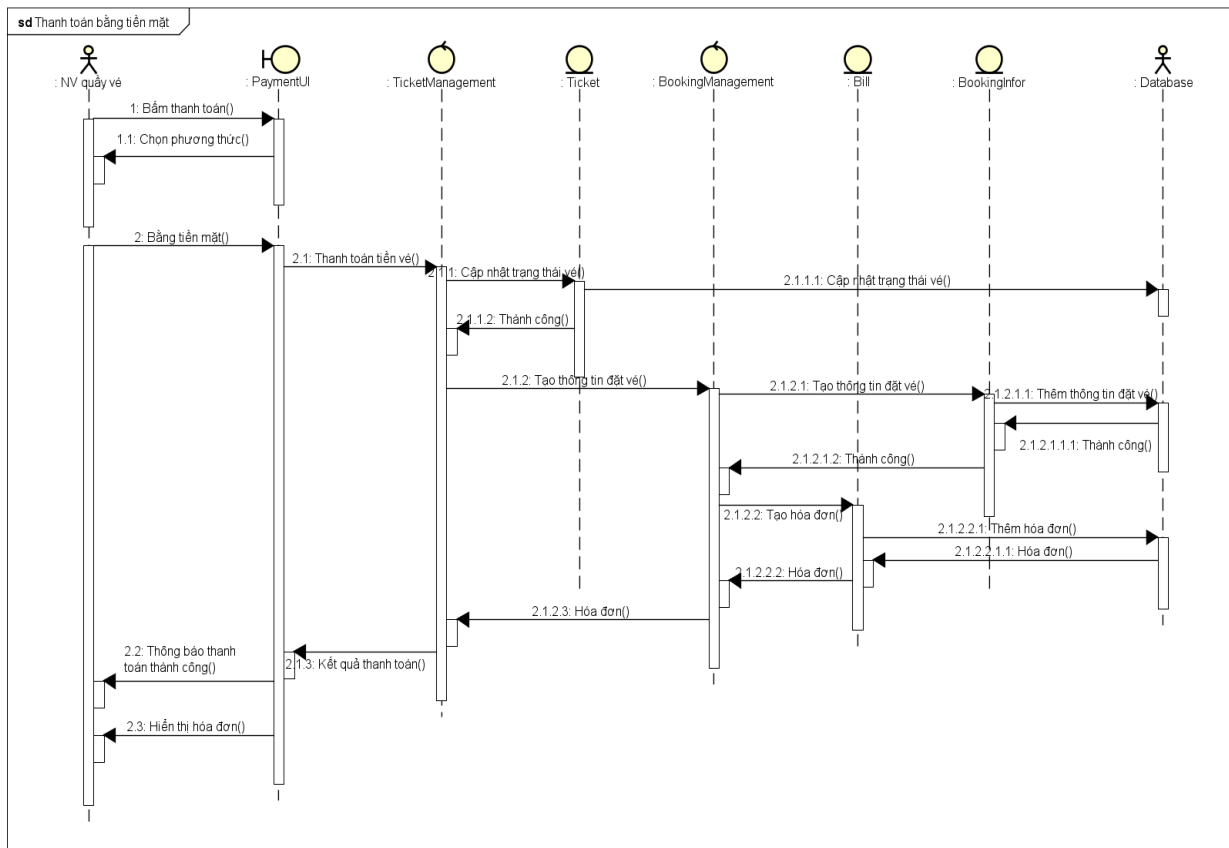 sd Thanh toán bằng tiền mặt
: NV quầy vé
: PaymentUI
: TicketManagement
: Ticket
: BookingManagement
: Bill
: BookingInfor
: Database
1: Bấm thanh toán()
1.1: Chọn phương thức()
2: Bằng tiền mặt()
2.1: Thanh toán tiền vé()
2.1.1: Cập nhật trạng thái vé()
2.1.1.1: Cập nhật trạng thái vé()
2.1.1.2: Thành công()
2.1.2: Tạo thông tin đặt vé()
2.1.2.1: Tạo thông tin đặt vé()
2.1.2.1.1: Thêm thông tin đặt vé()
2.1.2.1.1.1: Thành công()
2.1.2.1.2: Thành công()
2.1.2.2: Tạo hóa đơn()
2.1.2.2.1: Thêm hóa đơn()
2.1.2.2.1.1: Hóa đơn()
2.1.2.2.2: Hóa đơn()
2.1.2.3: Hóa đơn()
2.2: Thông báo thanh
toán thành công()
2.1.3: Kết quả thanh toán()
2.3: Hiển thị hóa đơn()